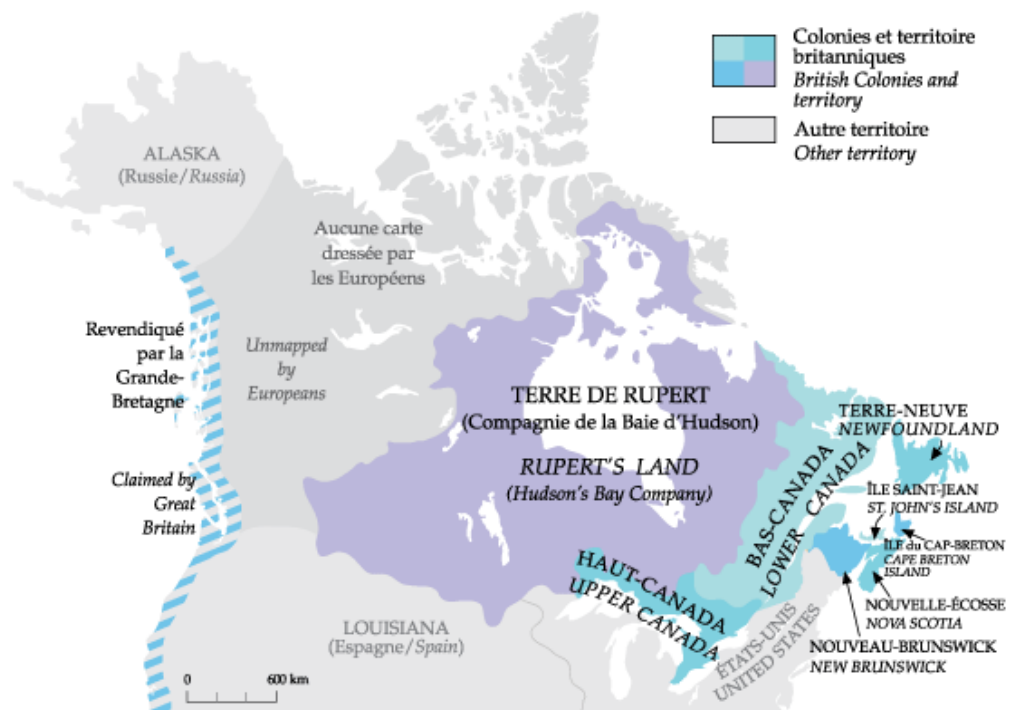 Colonies et territoire
britanniques
British Colonies and
territory
Autre territoire
Other territory
ALASKA
(Russie/Russia)
Aucune carte
dressée par
les Européens
Unmapped
by
Europeans
Revendiqué
par la
Grande-
Bretagne
Claimed by
Great
Britain
TERRE DE RUPERT
(Compagnie de la Baie d'Hudson)
RUPERT'S LAND
(Hudson's Bay Company)
BAS-CANADA
LOWER CANADA
HAUT-CANADA
UPPER CANADA
TERRE-NEUVE
NEWFOUNDLAND
ÎLE SAINT-JEAN
ST. JOHN'S ISLAND
ÎLE du CAP-BRETON
CAPE BRETON
ISLAND
NOUVELLE-ÉCOSSE
NOVA SCOTIA
NOUVEAU-BRUNSWICK
NEW BRUNSWICK
ÉTATS-UNIS
UNITED STATES
LOUISIANA
(Espagne/Spain)
0 600 km